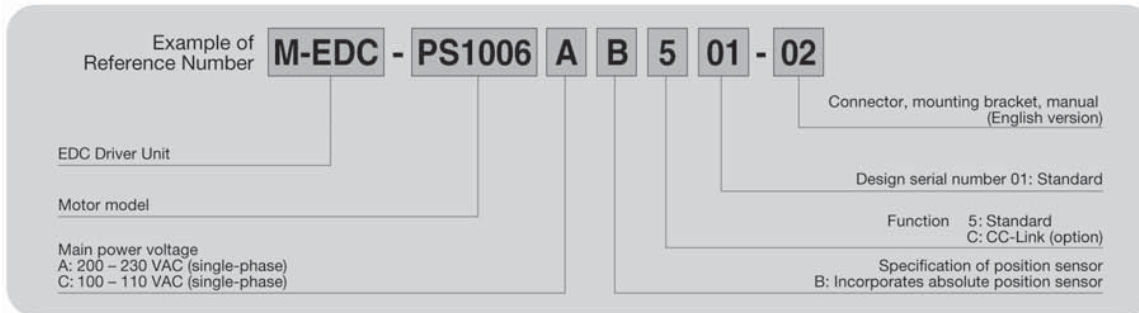 Example of
Reference Number
M-EDC - PS1006 A B 5 01 - 02
Connector, mounting bracket, manual
(English version)
EDC Driver Unit
Design serial number 01: Standard
Motor model
Function 5: Standard
C: CC-Link (option)
Main power voltage
A: 200 – 230 VAC (single-phase)
C: 100 – 110 VAC (single-phase)
Specification of position sensor
B: Incorporates absolute position sensor